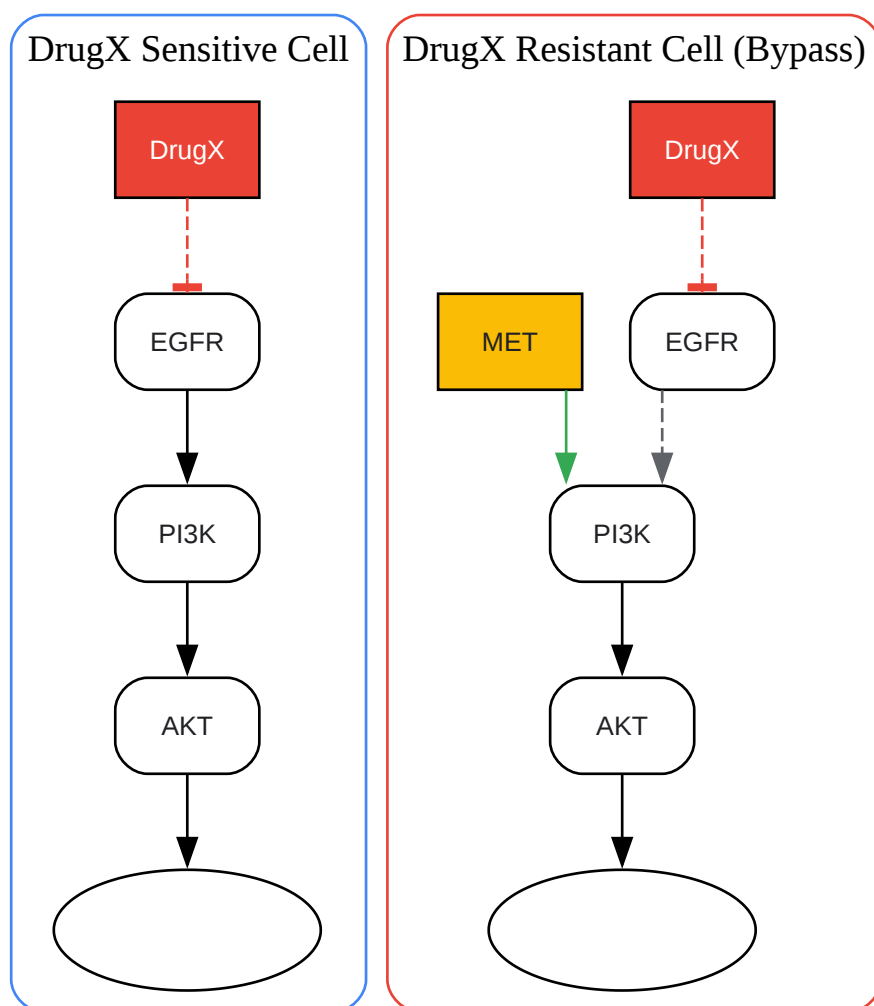 DrugX Sensitive Cell
DrugX
EGFR
PI3K
AKT
DrugX Resistant Cell (Bypass)
DrugX
MET
EGFR
PI3K
AKT